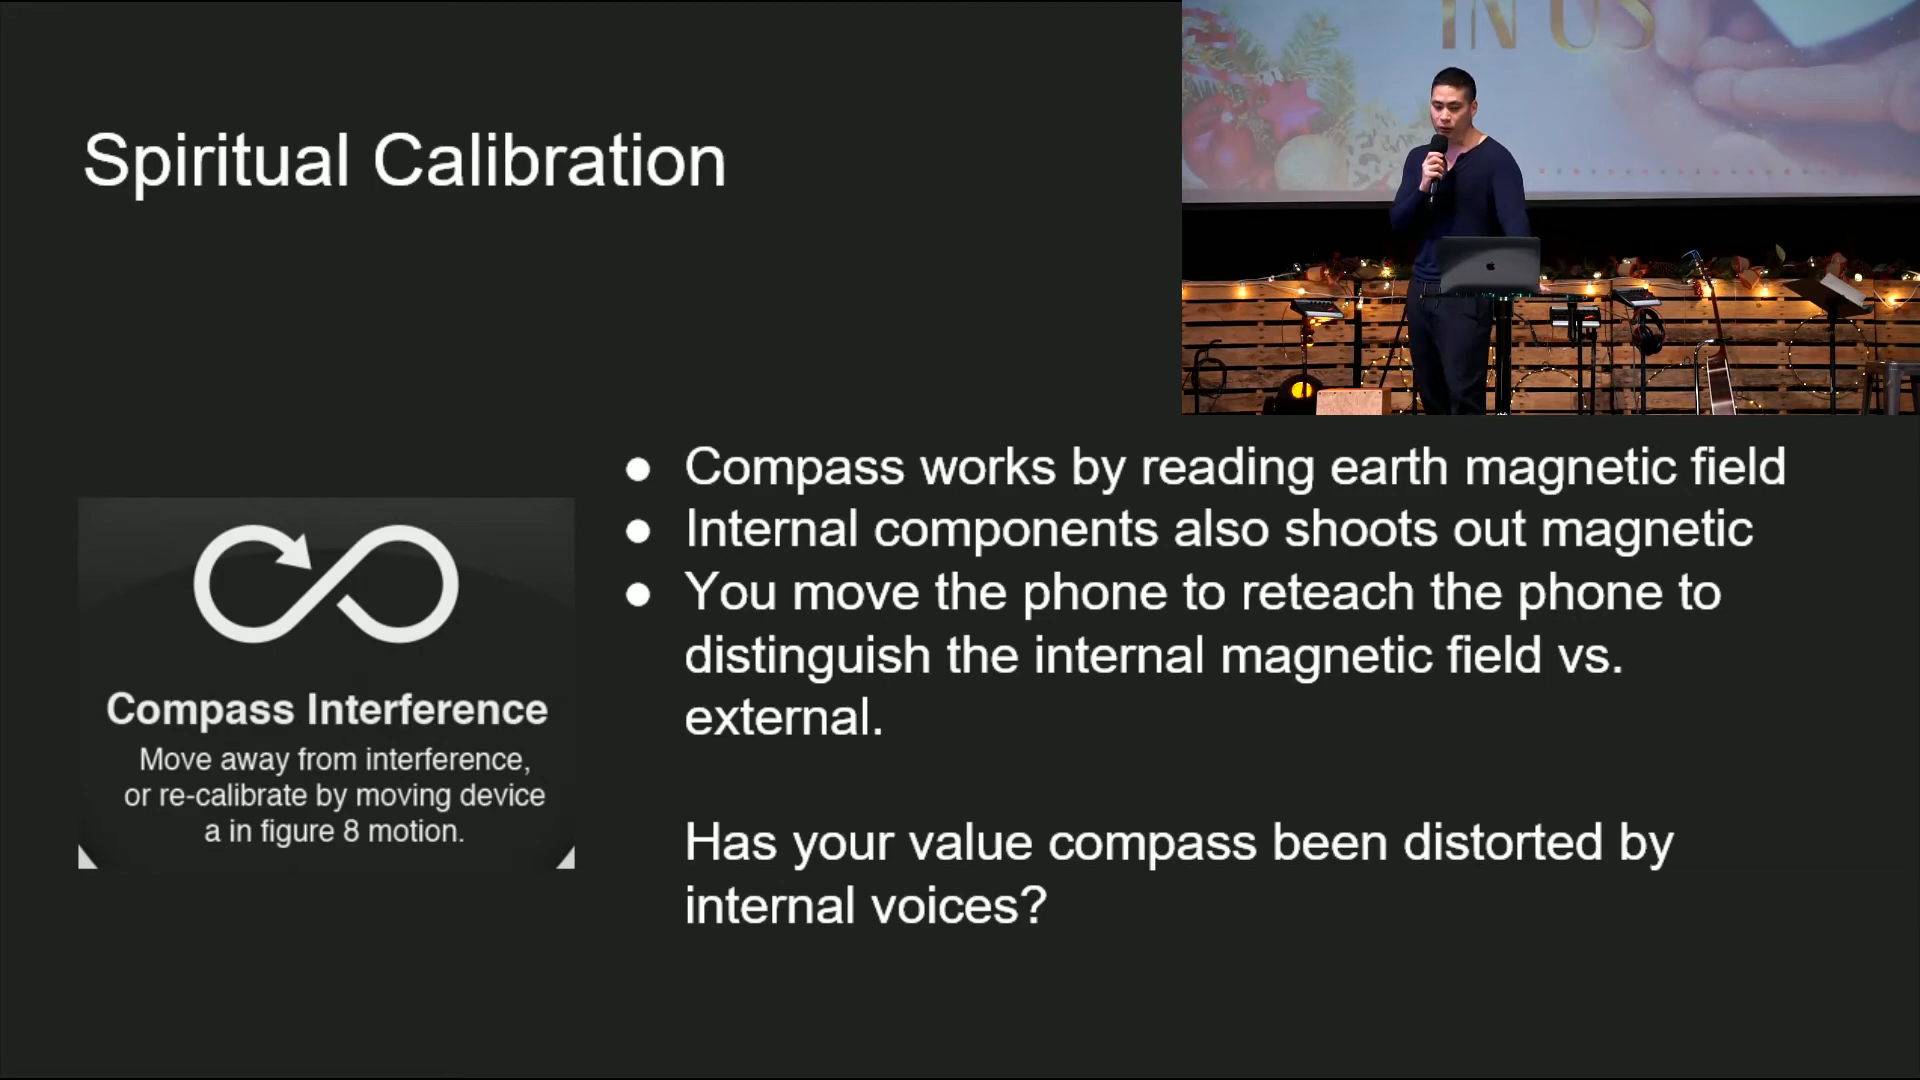 IN US
Spiritual Calibration
● Compass works by reading earth magnetic field
● Internal components also shoots out magnetic
● You move the phone to reteach the phone to
distinguish the internal magnetic field vs.
external.
Has your value compass been distorted by
internal voices?
Compass Interference
Move away from interference,
or re-calibrate by moving device
a in figure 8 motion.